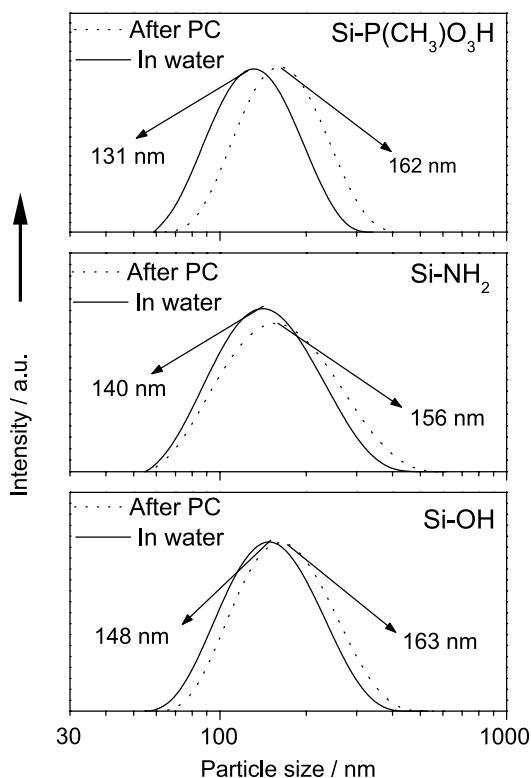 After PC
In water
Si-P(CH₃)O₃H
131 nm
162 nm
After PC
In water
Si-NH₂
140 nm
156 nm
After PC
In water
Si-OH
148 nm
163 nm
Intensity / a.u.
30 100 1000
Particle size / nm